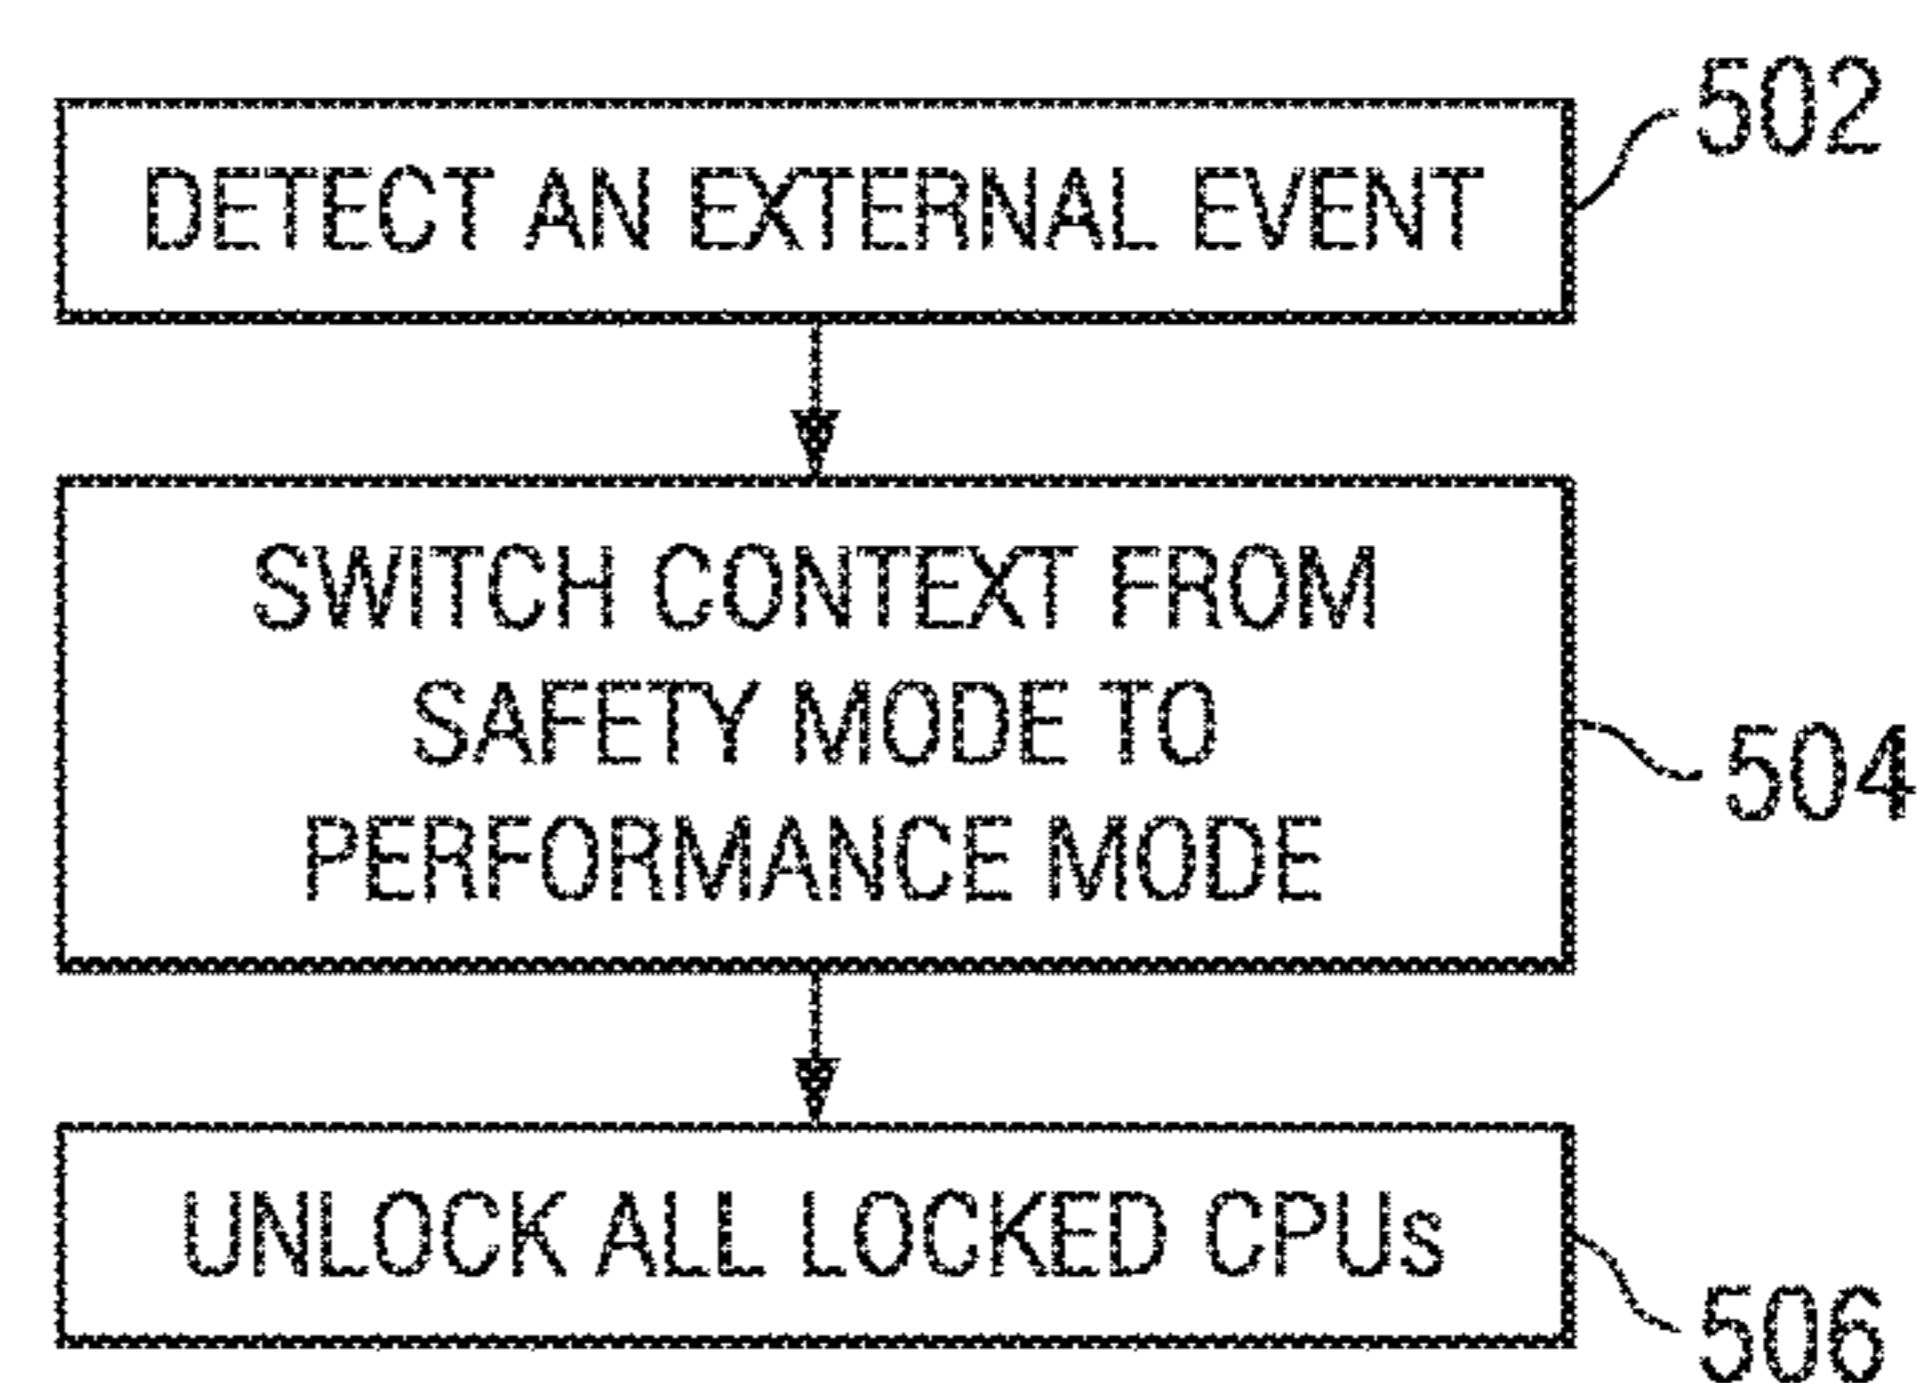 502
DETECT AN EXTERNAL EVENT
SWITCH CONTEXT FROM
SAFETY MODE TO
PERFORMANCE MODE
504
UNLOCK ALL LOCKED CPUs
506